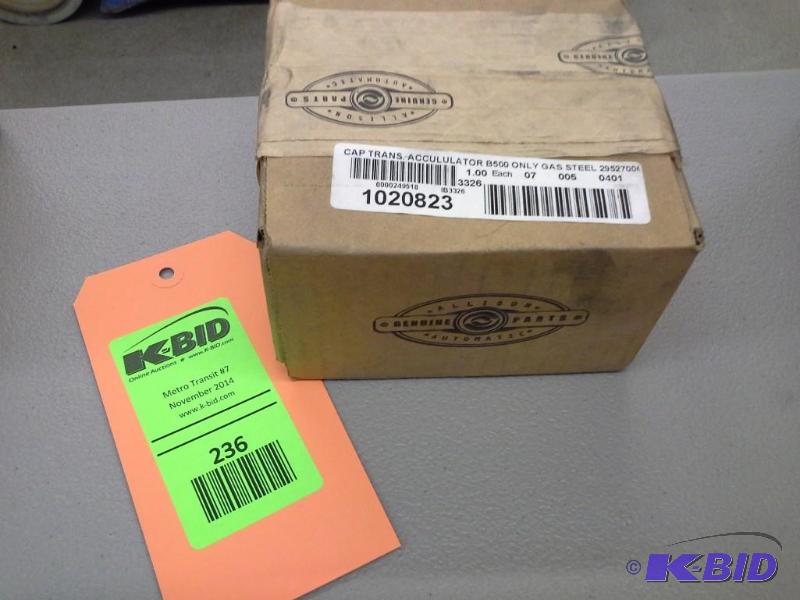 ALLISON
GENUINE PARTS
AUTOMATIC
GENUINE PARTS
CAP TRANS. ACCULULATOR B500 ONLY GAS STEEL 2952700
1.00 Each 07 005 0401
3326
0000249518 IB3326
1020823
ALLISON
GENUINE PARTS
AUTOMATIC
K-BID
Online Auctions www.K-BID.com
Metro Transit #7
November 2014
www.k-bid.com
236
© K-BID